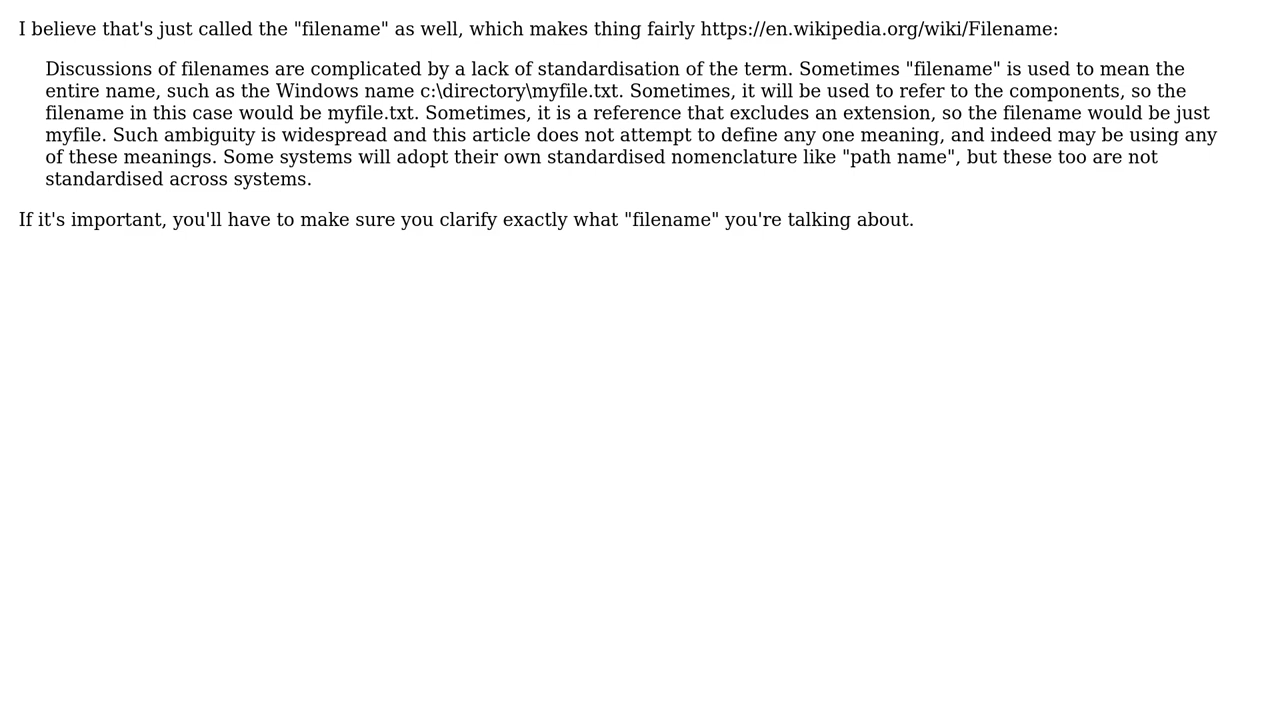 I believe that's just called the "filename" as well, which makes thing fairly https://en.wikipedia.org/wiki/Filename:
Discussions of filenames are complicated by a lack of standardisation of the term. Sometimes "filename" is used to mean the
entire name, such as the Windows name c:\directory\myfile.txt. Sometimes, it will be used to refer to the components, so the
filename in this case would be myfile.txt. Sometimes, it is a reference that excludes an extension, so the filename would be just
myfile. Such ambiguity is widespread and this article does not attempt to define any one meaning, and indeed may be using any
of these meanings. Some systems will adopt their own standardised nomenclature like "path name", but these too are not
standardised across systems.
If it's important, you'll have to make sure you clarify exactly what "filename" you're talking about.